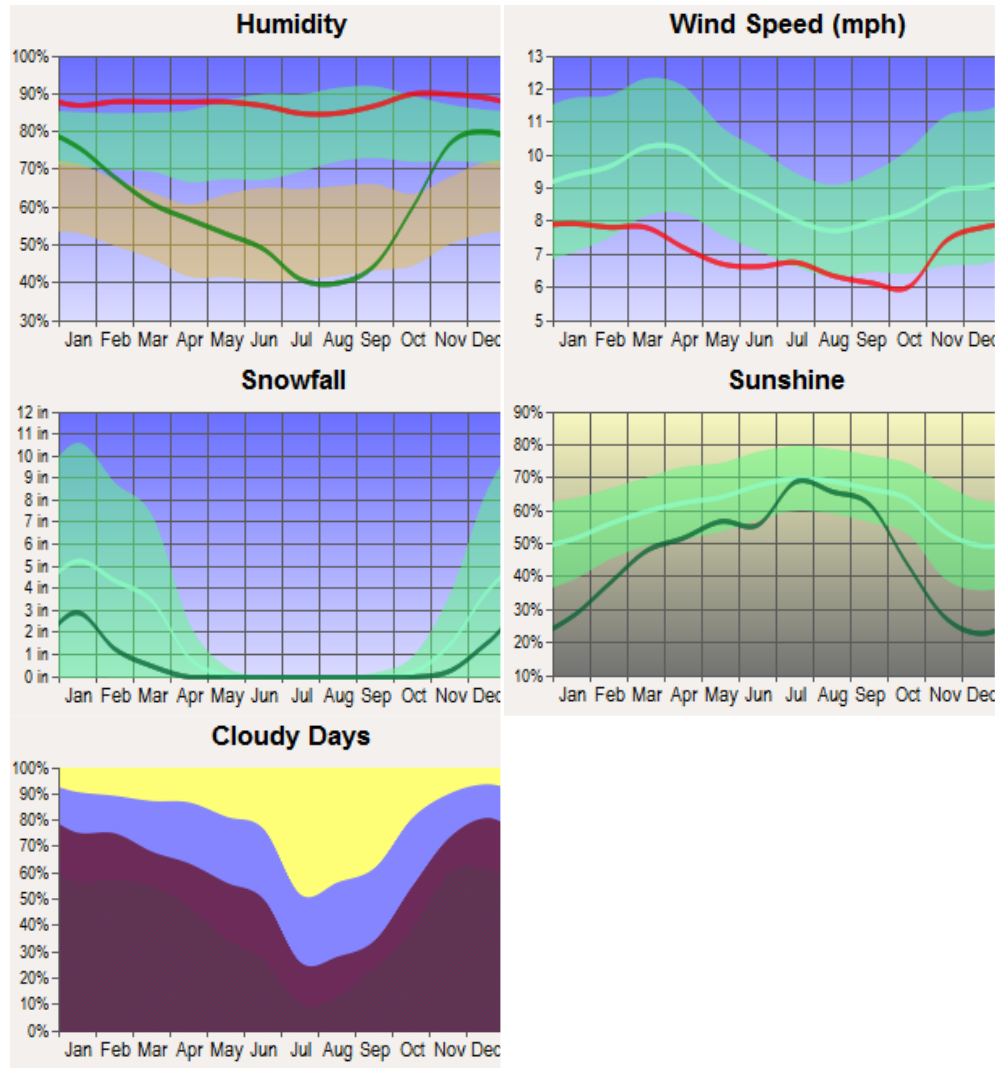 Humidity
100%
90%
80%
70%
60%
50%
40%
30%
Jan Feb Mar Apr May Jun Jul Aug Sep Oct Nov Dec
Wind Speed (mph)
13
12
11
10
9
8
7
6
5
Jan Feb Mar Apr May Jun Jul Aug Sep Oct Nov Dec
Snowfall
12 in
11 in
10 in
9 in
8 in
7 in
6 in
5 in
4 in
3 in
2 in
1 in
0 in
Jan Feb Mar Apr May Jun Jul Aug Sep Oct Nov Dec
Sunshine
90%
80%
70%
60%
50%
40%
30%
20%
10%
Jan Feb Mar Apr May Jun Jul Aug Sep Oct Nov Dec
Cloudy Days
100%
90%
80%
70%
60%
50%
40%
30%
20%
10%
0%
Jan Feb Mar Apr May Jun Jul Aug Sep Oct Nov Dec